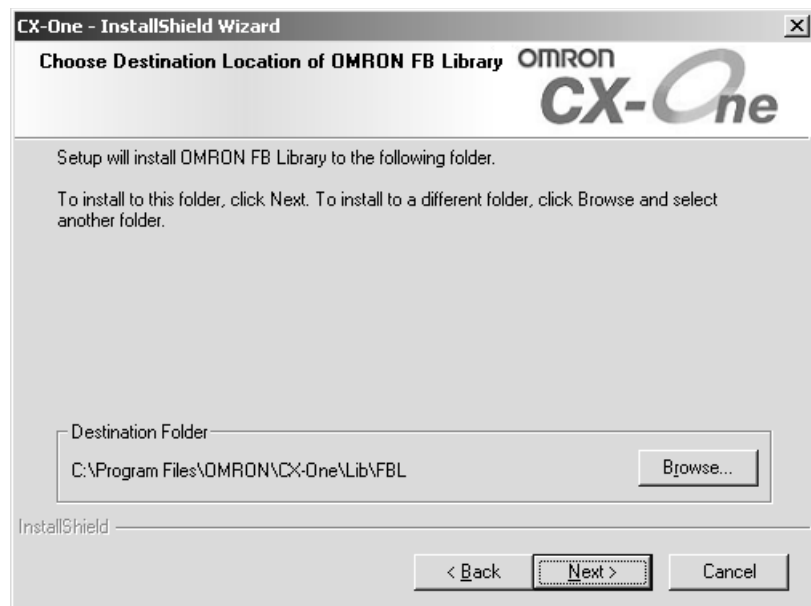 CX-One - InstallShield Wizard
Choose Destination Location of OMRON FB Library
OMRON
CX-One
Setup will install OMRON FB Library to the following folder.
To install to this folder, click Next. To install to a different folder, click Browse and select
another folder.
Destination Folder
C:\Program Files\OMRON\CX-One\Lib\FBL
Browse...
InstallShield
< Back
Next >
Cancel